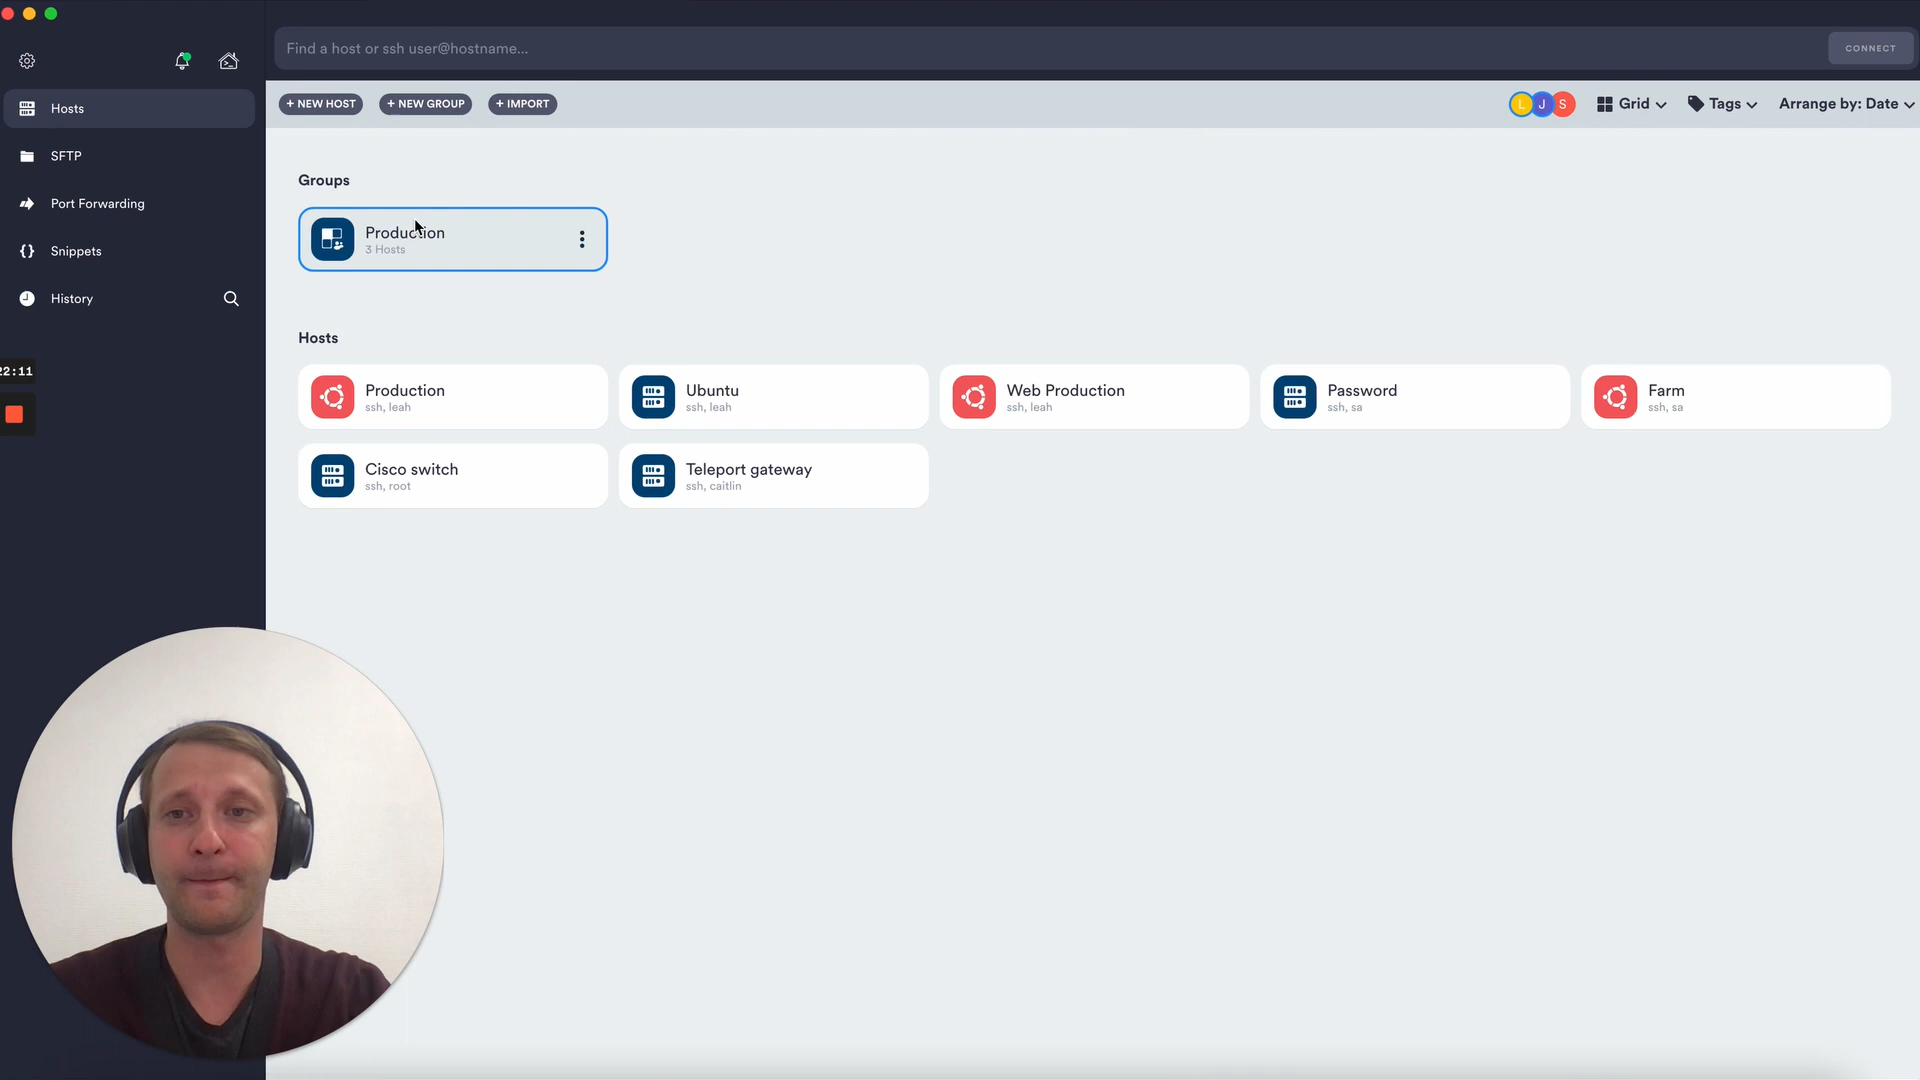 Find a host or ssh user@hostname...
CONNECT
Hosts
SFTP
Port Forwarding
Snippets
History
22:11
+ NEW HOST
+ NEW GROUP
+ IMPORT
L
J
S
Grid
Tags
Arrange by: Date
Groups
Production
3 Hosts
Hosts
Production
ssh, leah
Ubuntu
ssh, leah
Web Production
ssh, leah
Password
ssh, sa
Farm
ssh, sa
Cisco switch
ssh, root
Teleport gateway
ssh, caitlin